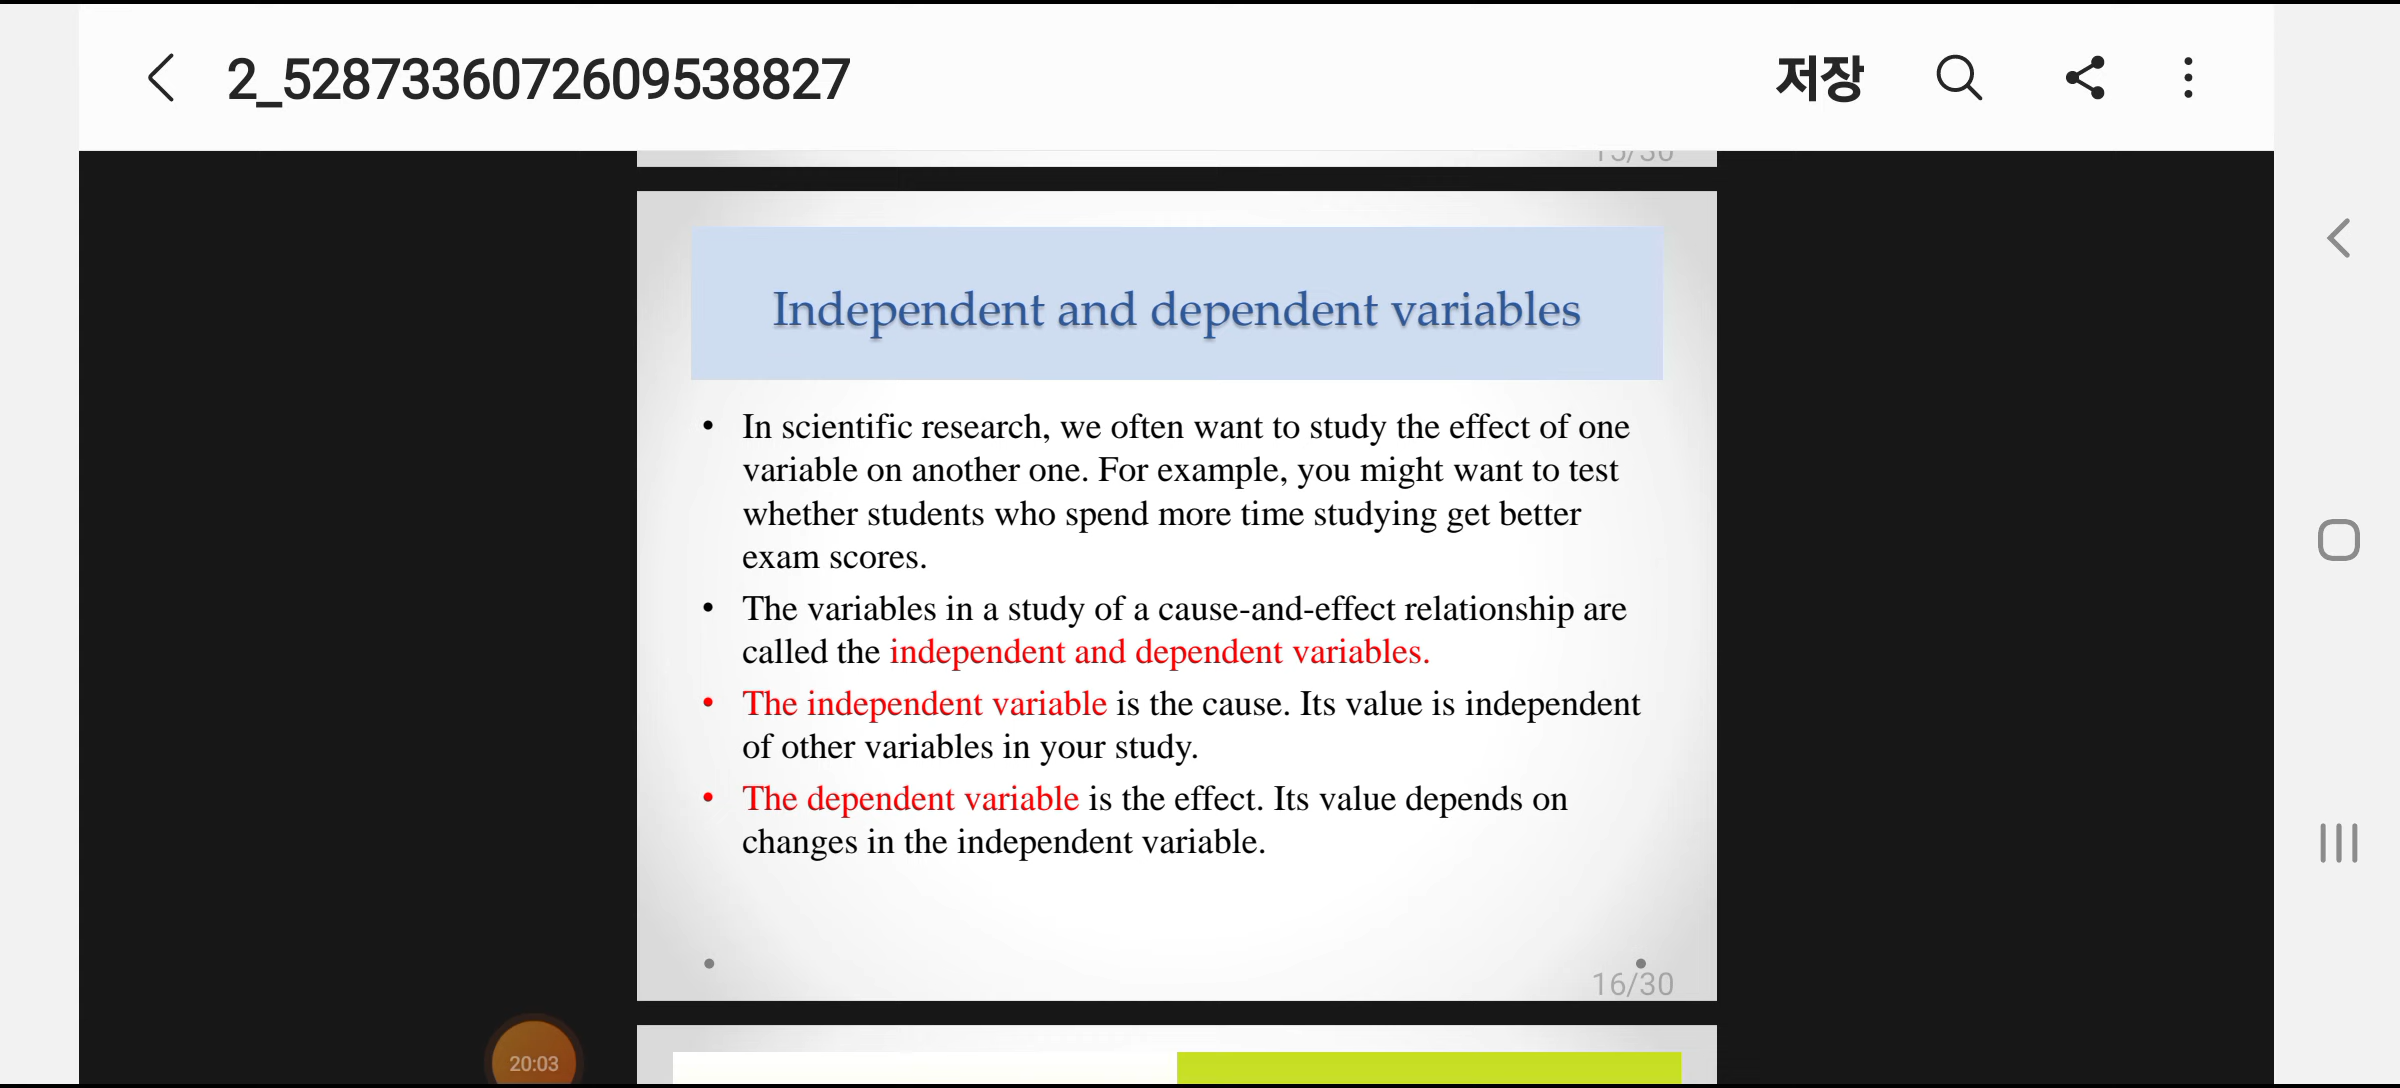 2_5287336072609538827
저장
15/30
Independent and dependent variables
• In scientific research, we often want to study the effect of one
variable on another one. For example, you might want to test
whether students who spend more time studying get better
exam scores.
• The variables in a study of a cause-and-effect relationship are
called the independent and dependent variables.
• The independent variable is the cause. Its value is independent
of other variables in your study.
• The dependent variable is the effect. Its value depends on
changes in the independent variable.
16/30
20:03